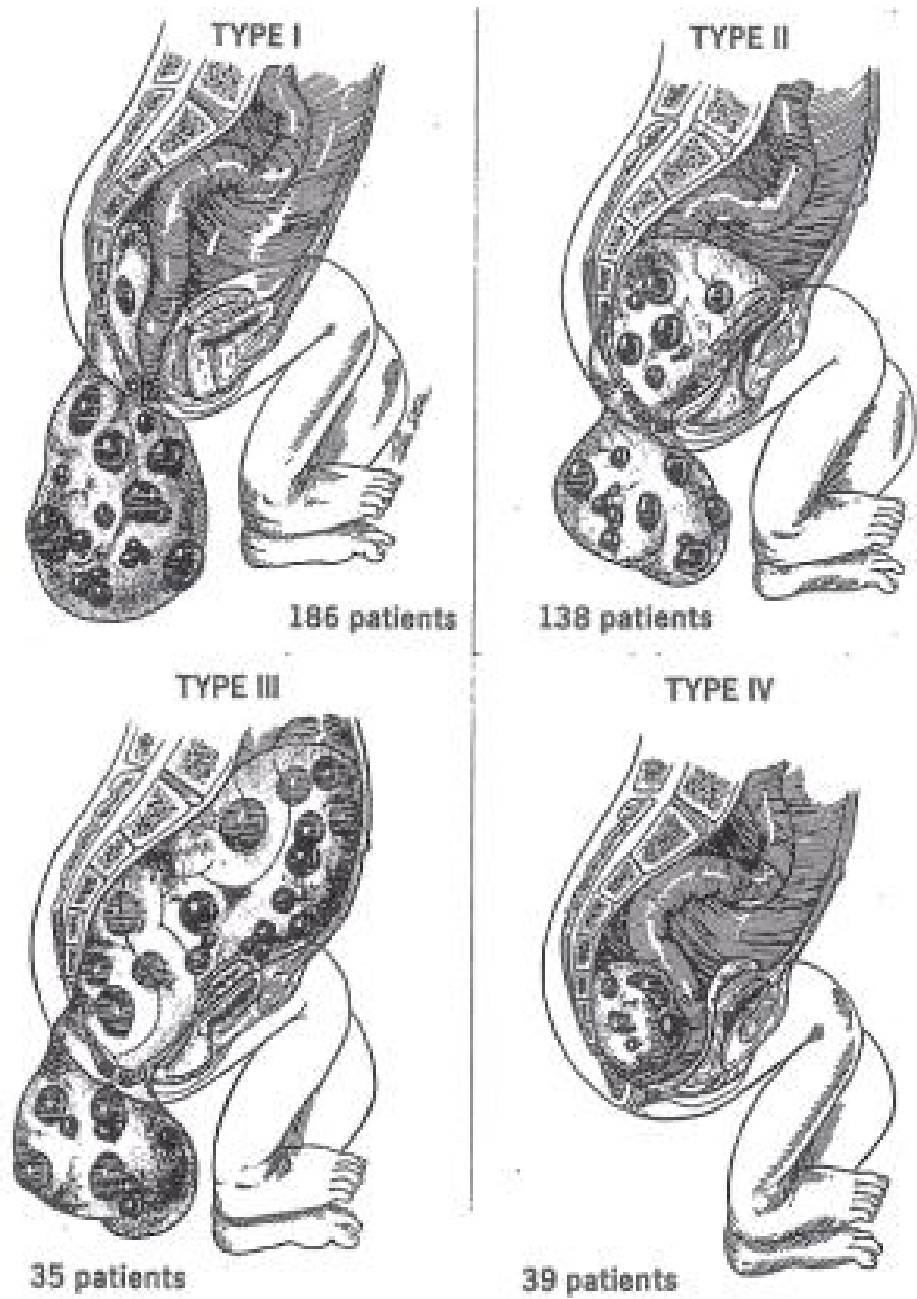 TYPE I
TYPE II
186 patients
138 patients
TYPE III
TYPE IV
35 patients
39 patients